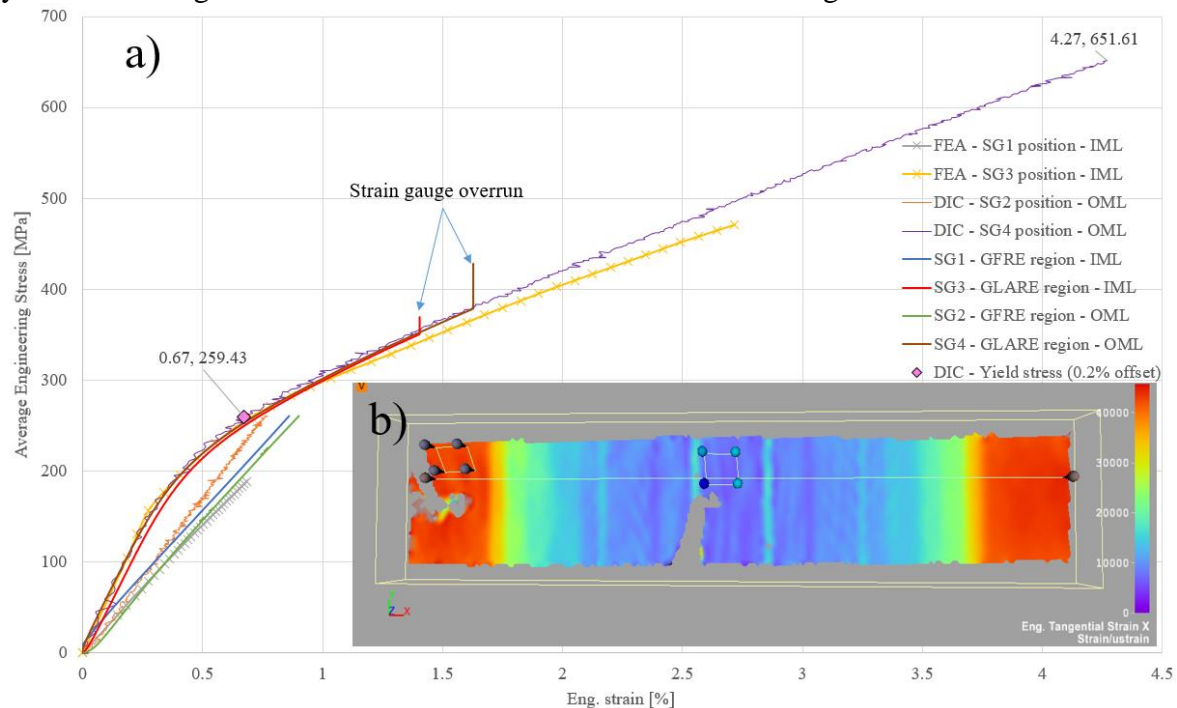 a)
700
600
500
400
300
200
100
0
Average Engineering Stress [MPa]
4.27, 651.61
Strain gauge overrun
0.67, 259.43
FEA - SG1 position - IML
FEA - SG3 position - IML
DIC - SG2 position - OML
DIC - SG4 position - OML
SG1 - GFRE region - IML
SG3 - GLARE region - IML
SG2 - GFRE region - OML
SG4 - GLARE region - OML
DIC - Yield stress (0.2% offset)
V
b)
40000
30000
20000
10000
0
Z X
Eng. Tangential Strain X
Strain/ustrain
0 0.5 1 1.5 2 2.5 3 3.5 4 4.5
Eng. strain [%]